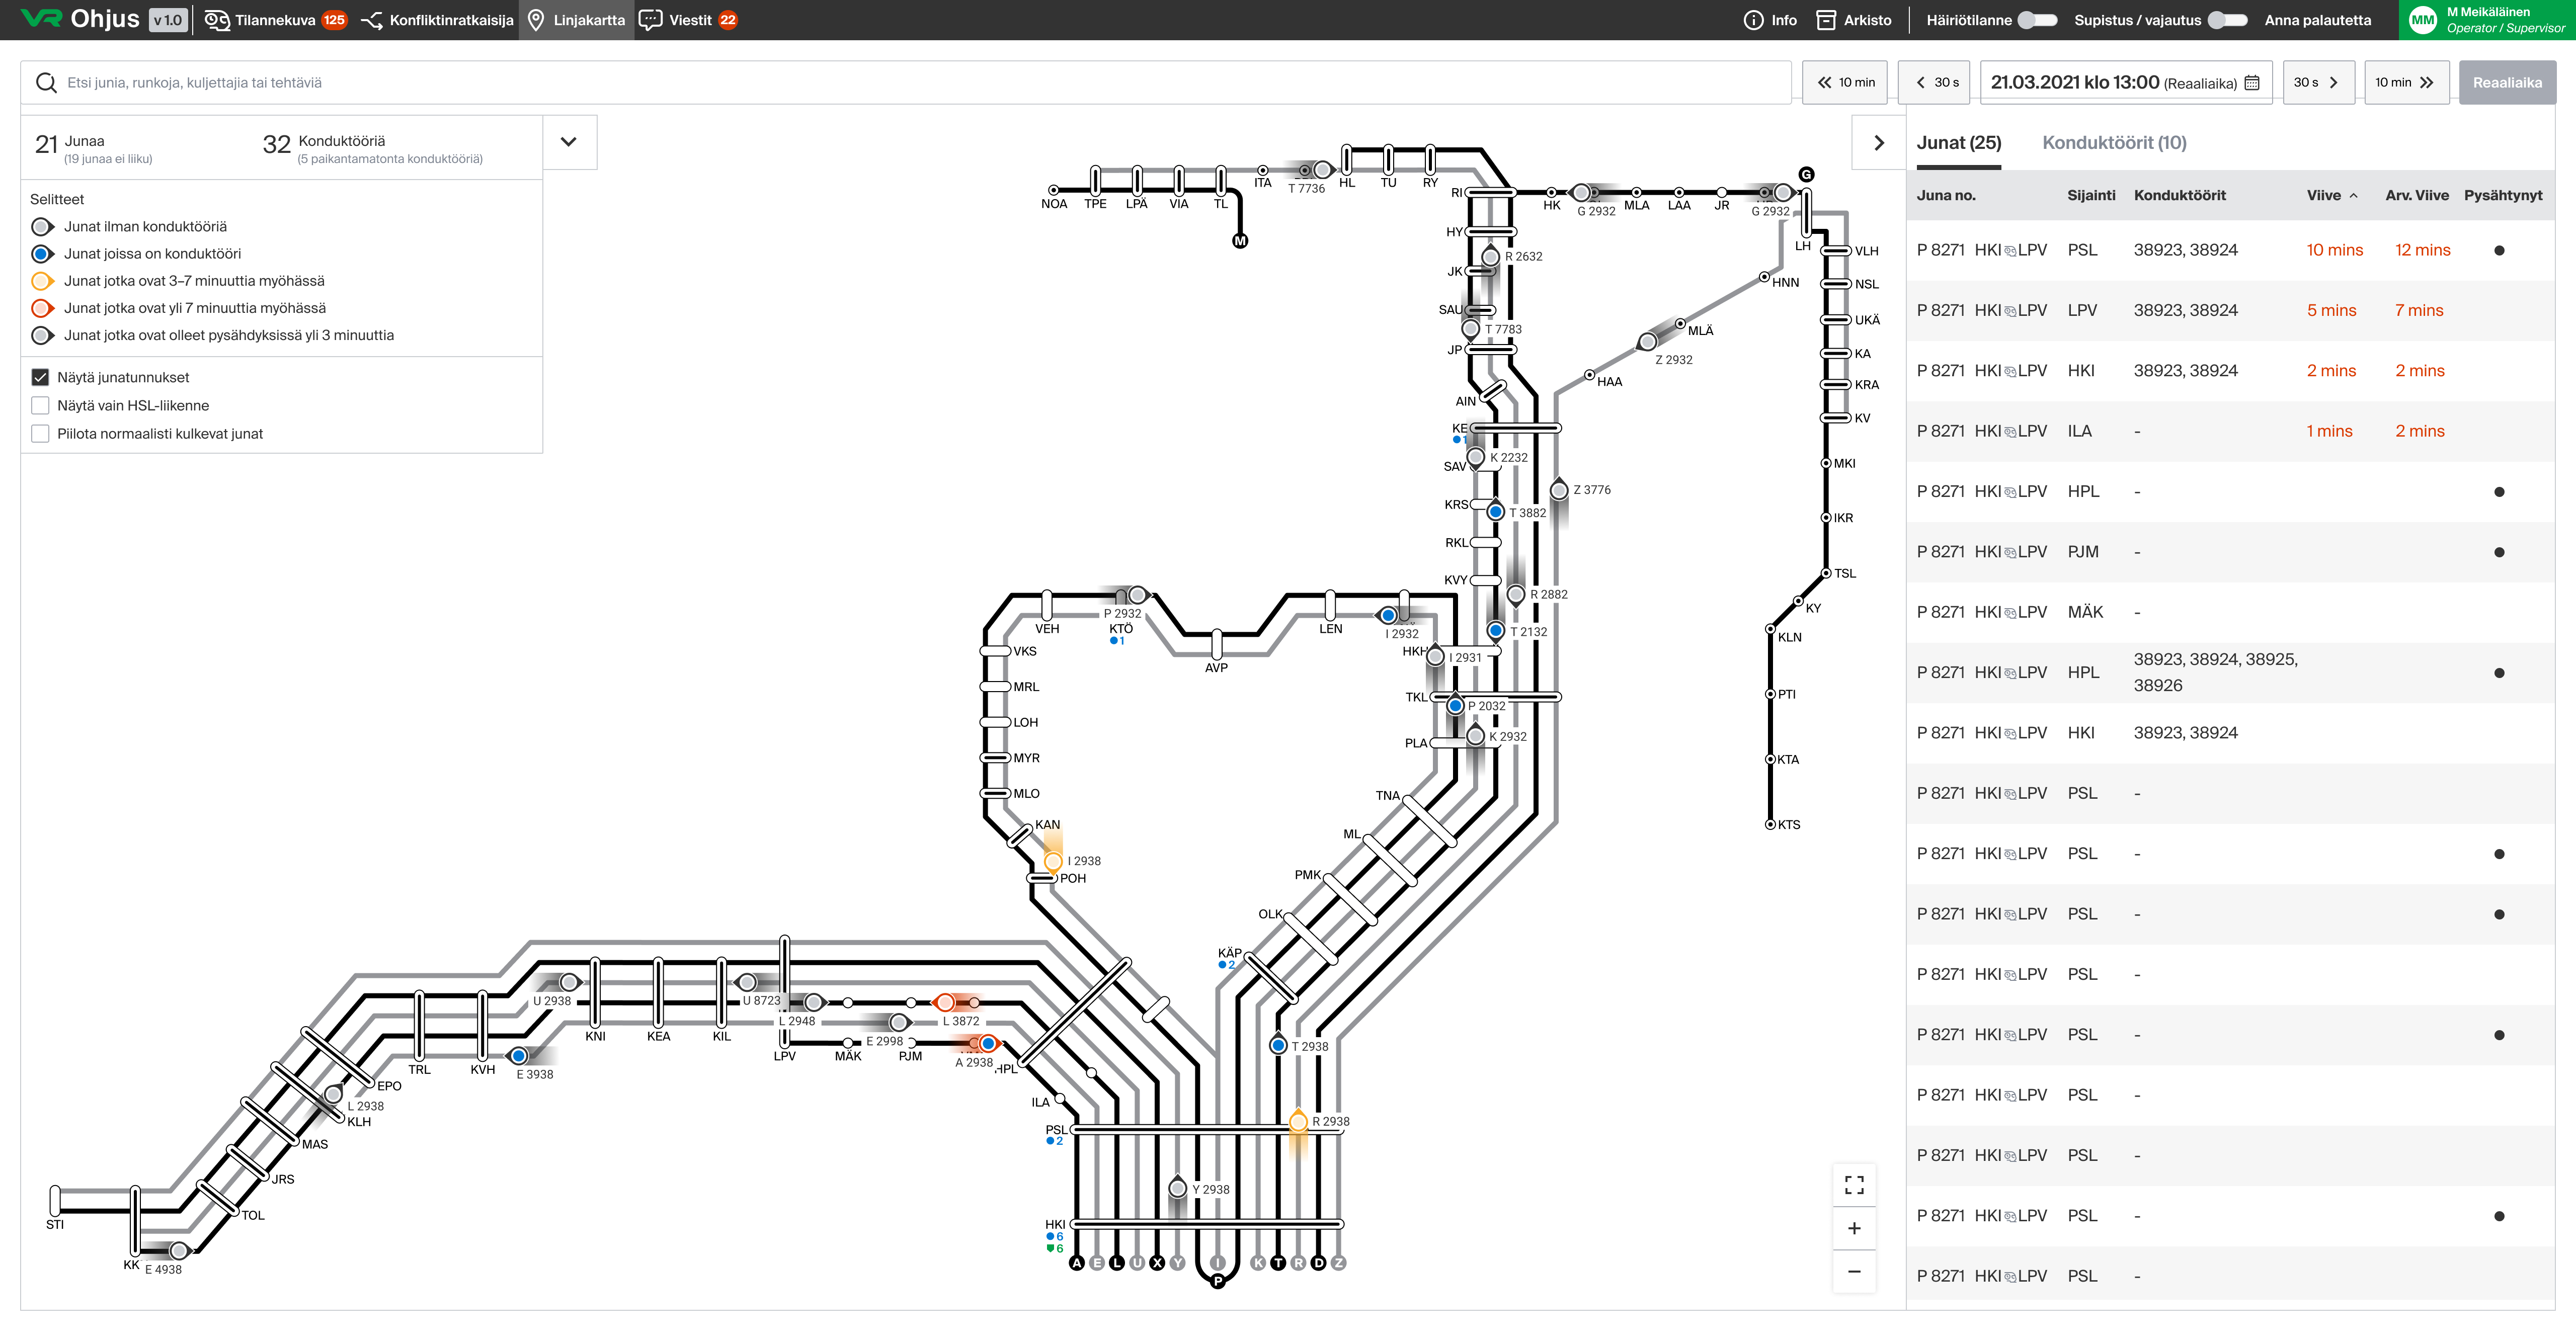 VR Ohjus v 1.0 Tilannekuva 125 Konfliktinratkaisija Linjakartta Viestit 22 Info Arkisto Häiriötilanne Supistus / vajautus Anna palautetta MM M Meikäläinen
Operator / Supervisor
Etsi junia, runkoja, kuljettajia tai tehtäviä
10 min 30 s 21.03.2021 klo 13:00 (Reaaliaika) 30 s 10 min Reaaliaika
21 Junaa
(19 junaa ei liiku)
32 Konduktööriä
(5 paikantamatonta konduktööriä)
Selitteet
Junat ilman konduktööriä
Junat joissa on konduktööri
Junat jotka ovat 3–7 minuuttia myöhässä
Junat jotka ovat yli 7 minuuttia myöhässä
Junat jotka ovat olleet pysähdyksissä yli 3 minuuttia
Näytä junatunnukset
Näytä vain HSL-liikenne
Piilota normaalisti kulkevat junat
NOA TPE LPÄ VIA TL
M
ITA
T 7736
HL TU RY
RI
HK
G 2932
MLA LAA JR
G 2932
G
LH
VLH
NSL
UKÄ
KA
KRA
KV
MKI
IKR
TSL
KY
KLN
PTI
KTA
KTS
HNN
MLÄ
Z 2932
HAA
HY
R 2632
JK
SAU
T 7783
JP
AIN
KE
1
K 2232
SAV
Z 3776
KRS
T 3882
RKL
KVY
R 2882
T 2132
HKH
I 2931
TKL
P 2032
PLA
K 2932
TNA
ML
PMK
OLK
KÄP
2
VEH
P 2932
KTÖ
1
AVP
LEN
I 2932
VKS
MRL
LOH
MYR
MLO
KAN
I 2938
POH
U 2938
KNI KEA KIL
U 8723
L 2948
LPV
MÄK
E 2998
PJM
L 3872
A 2938
HPL
ILA
TRL KVH
E 3938
EPO
L 2938
KLH
MAS
JRS
TOL
STI
KK
E 4938
T 2938
R 2938
PSL
2
Y 2938
HKI
6
6
A E L U X Y I K T R D Z
P
Junat (25) Konduktöörit (10)
Juna no. Sijainti Konduktöörit Viive Arv. Viive Pysähtynyt
P 8271 HKI LPV PSL 38923, 38924 10 mins 12 mins
P 8271 HKI LPV LPV 38923, 38924 5 mins 7 mins
P 8271 HKI LPV HKI 38923, 38924 2 mins 2 mins
P 8271 HKI LPV ILA - 1 mins 2 mins
P 8271 HKI LPV HPL -
P 8271 HKI LPV PJM -
P 8271 HKI LPV MÄK -
P 8271 HKI LPV HPL 38923, 38924, 38925,
38926
P 8271 HKI LPV HKI 38923, 38924
P 8271 HKI LPV PSL -
P 8271 HKI LPV PSL -
P 8271 HKI LPV PSL -
P 8271 HKI LPV PSL -
P 8271 HKI LPV PSL -
P 8271 HKI LPV PSL -
P 8271 HKI LPV PSL -
P 8271 HKI LPV PSL -
P 8271 HKI LPV PSL -